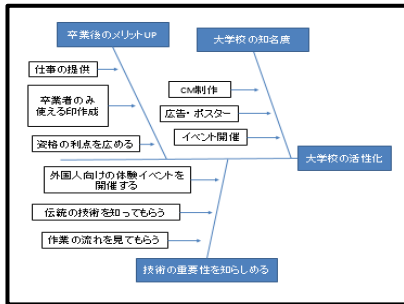 卒業後のメリットUP
大学校の知名度
仕事の提供
卒業者のみ
使える印作成
資格の利点を広める
CM制作
広告・ポスター
イベント開催
大学校の活性化
外国人向けの体験イベントを
開催する
伝統の技術を知ってもらう
作業の流れを見てもらう
技術の重要性を知らしめる